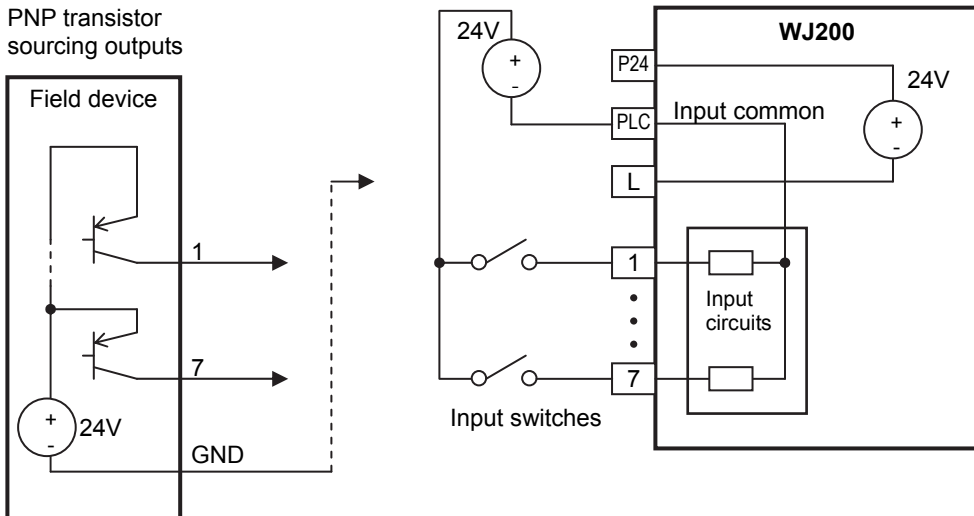 PNP transistor
sourcing outputs
Field device
1
7
+
-
24V
GND
24V
+
-
WJ200
P24
PLC
L
Input common
24V
+
-
1
7
Input
circuits
Input switches